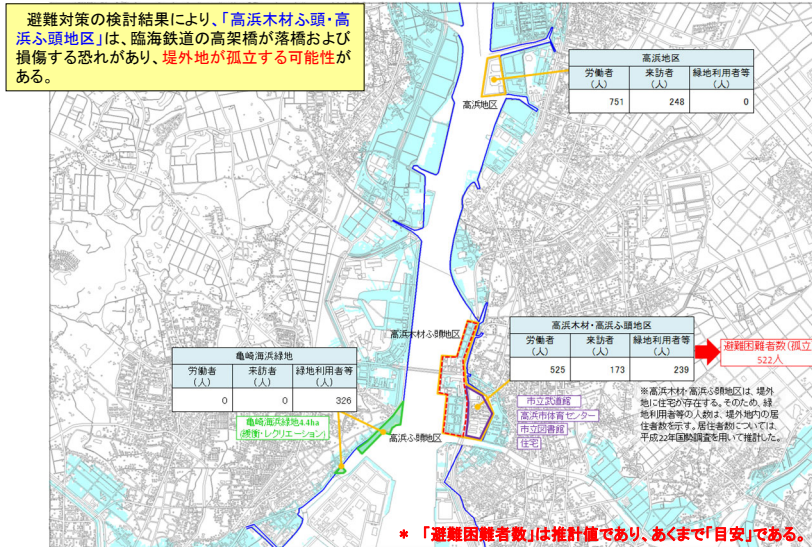 避難対策の検討結果により、「高浜木材ふ頭・高
浜ふ頭地区」は、臨海鉄道の高架橋が落橋および
損傷する恐れがあり、堤外地が孤立する可能性が
ある。
高浜地区
労働者（人） 来訪者（人） 緑地利用者等（人）
751 248 0
高浜地区
高浜木材ふ頭地区
高浜木材・高浜ふ頭地区
労働者（人） 来訪者（人） 緑地利用者等（人）
525 173 239
避難困難者数（孤立
522人
亀崎海浜緑地
労働者（人） 来訪者（人） 緑地利用者等（人）
0 0 326
亀崎海浜緑地4.4ha
（緩衝・レクリエーション）
高浜ふ頭地区
市立武道館
高浜市体育センター
市立図書館
住宅
※高浜木材・高浜ふ頭地区は、堤外
地に住宅が存在する。そのため、緑
地利用者等の人数は、堤外地内の居
住者数を示す。居住者数については、
平成22年国勢調査を用いて推計した。
* 「避難困難者数」は推計値であり、あくまで「目安」である。